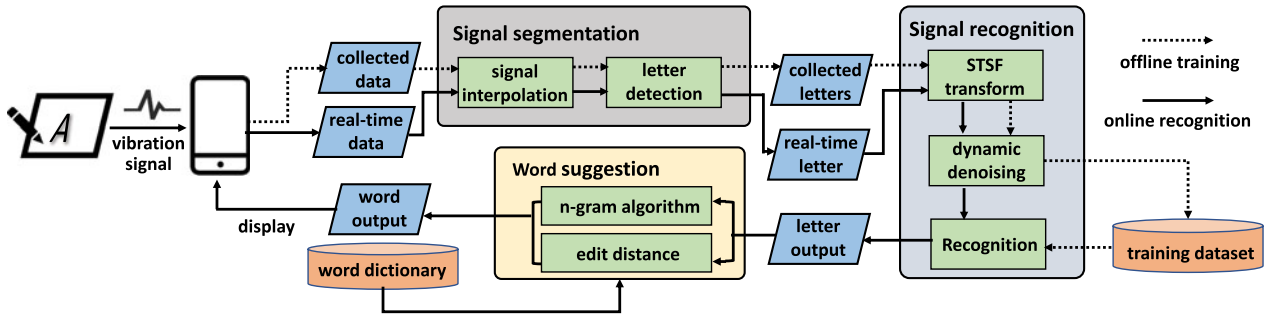 A
vibration
signal
collected
data
real-time
data
Signal segmentation
signal
interpolation
letter
detection
collected
letters
real-time
letter
Signal recognition
STSF
transform
dynamic
denoising
Recognition
offline training
online recognition
training dataset
letter
output
Word suggestion
n-gram algorithm
edit distance
word
output
display
word dictionary